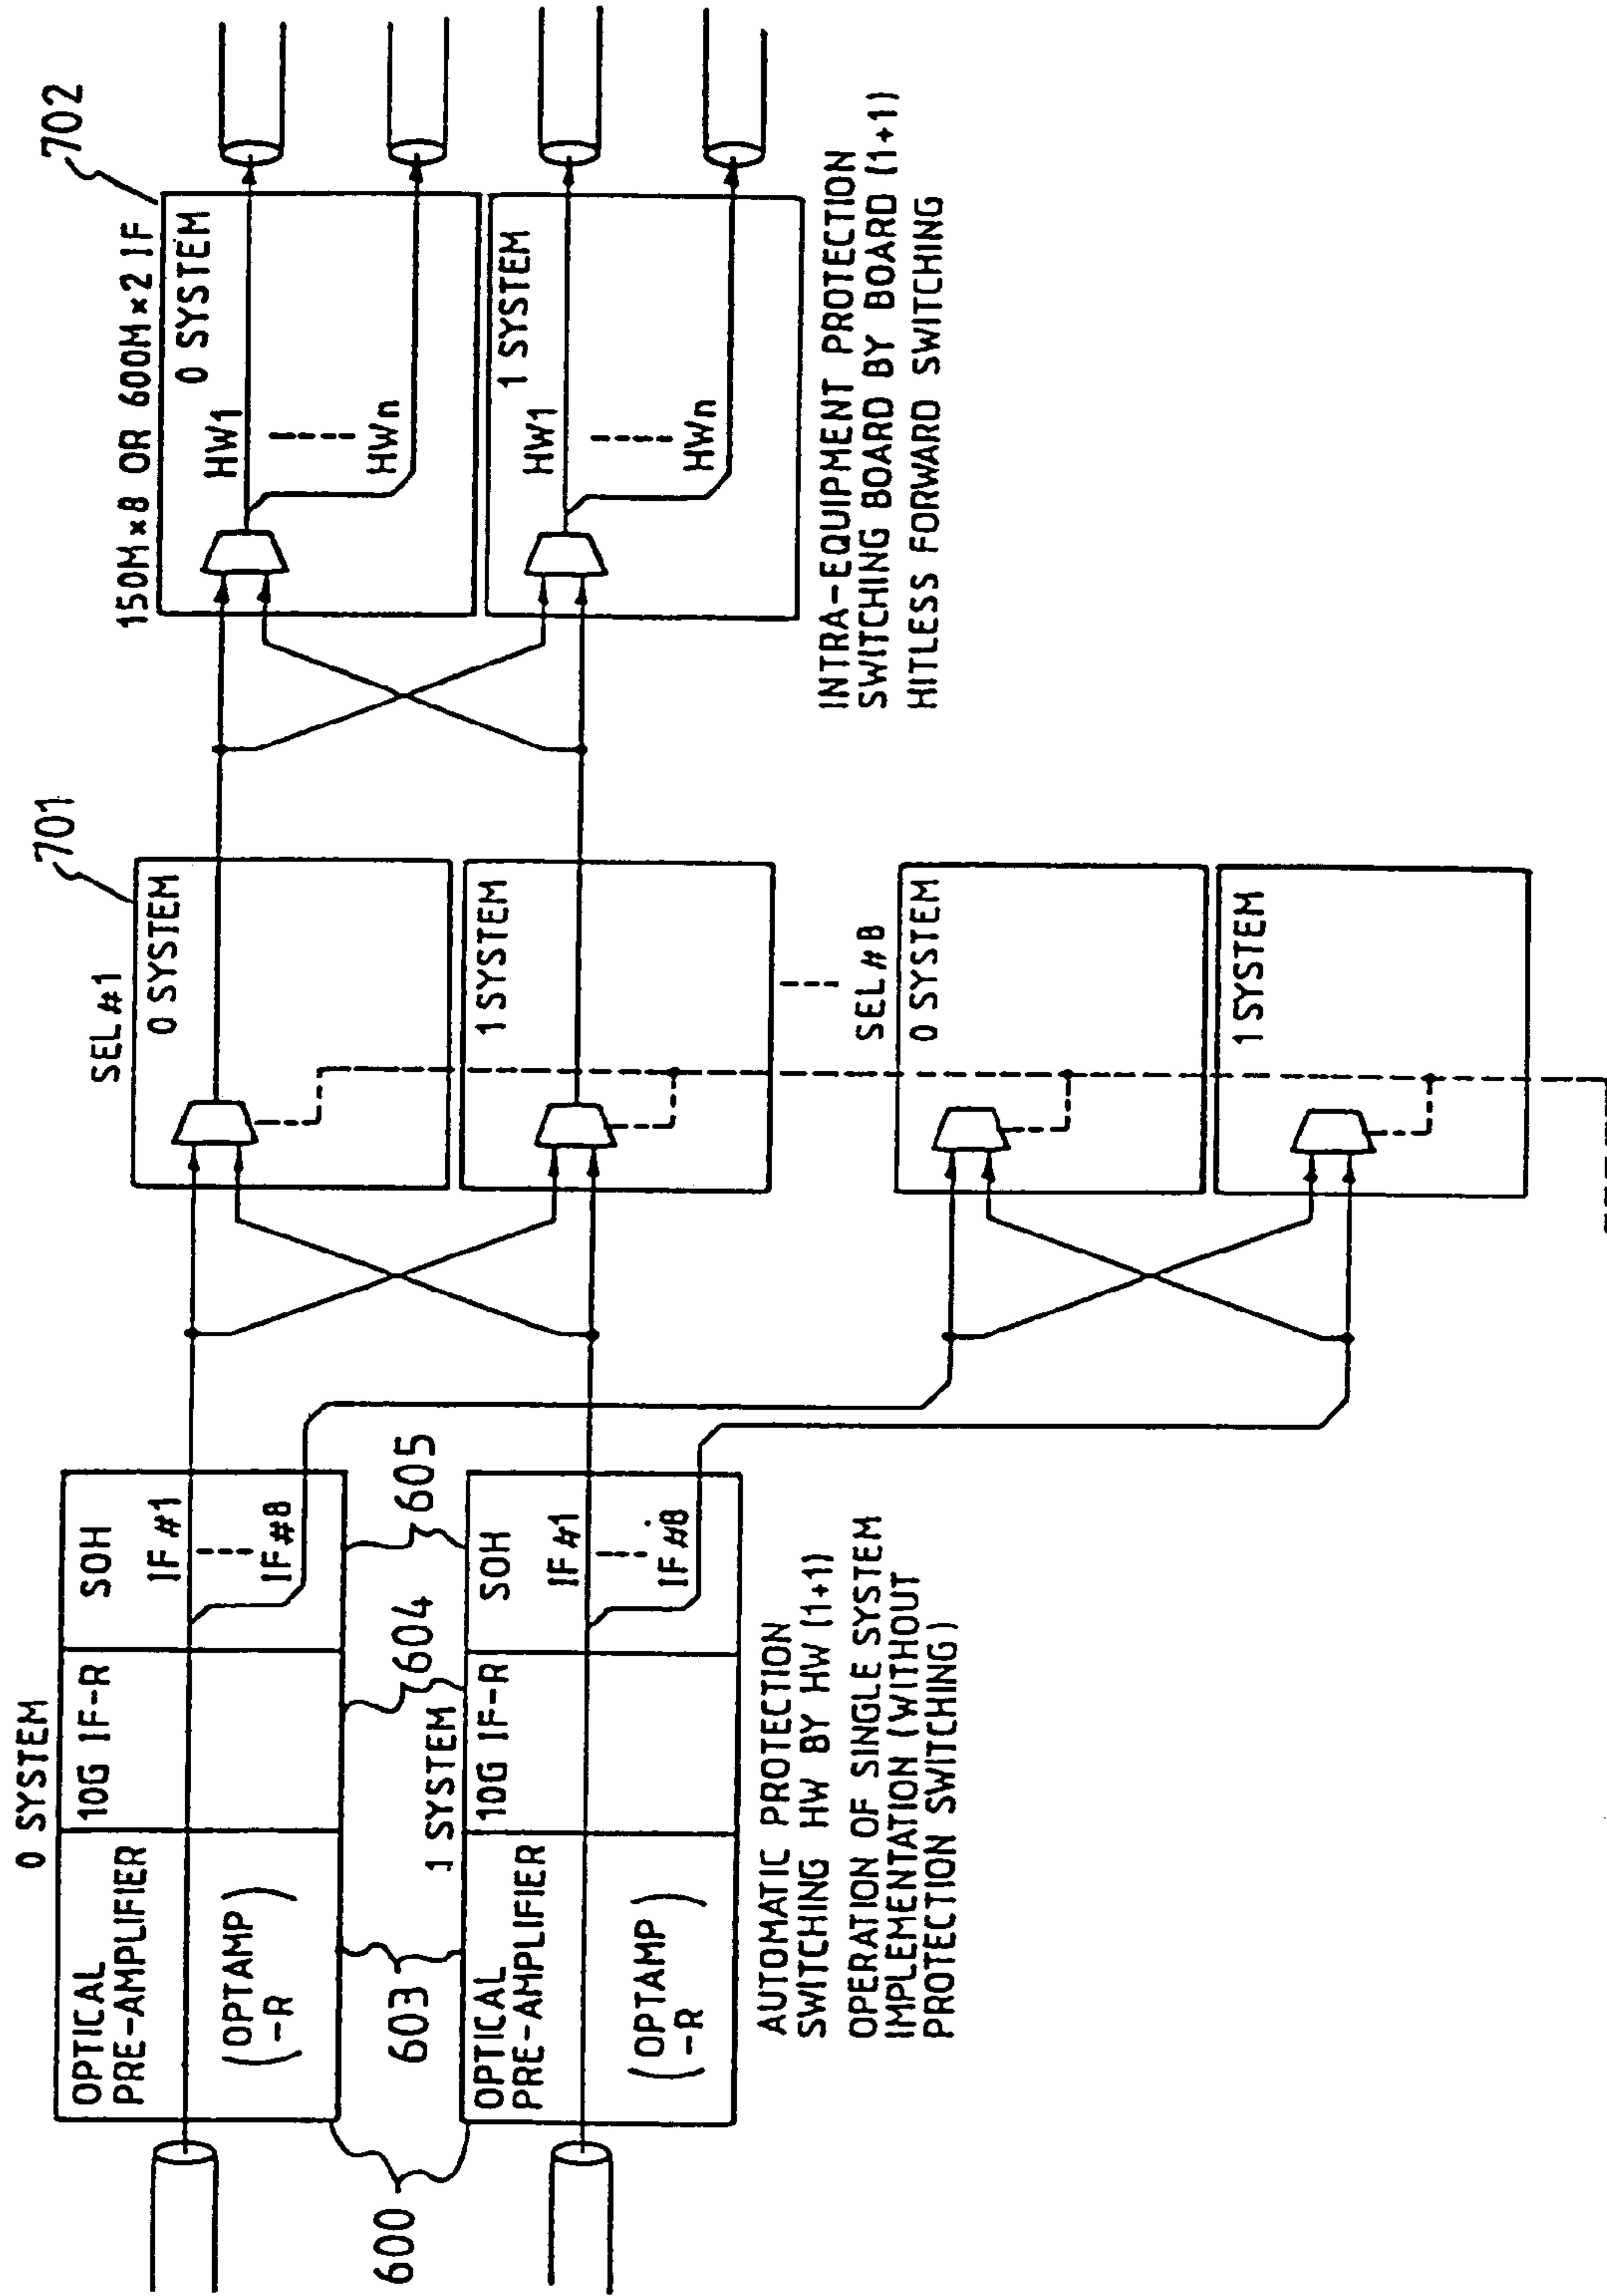 0 SYSTEM
OPTICAL
PRE-AMPLIFIER
(OPTAMP
-R)
10G IF-R
SOH
IF #1
IF #8
600
603
604
605
1 SYSTEM
OPTICAL
PRE-AMPLIFIER
(OPTAMP
-R)
10G IF-R
SOH
IF #1
IF #8
AUTOMATIC PROTECTION
SWITCHING HW BY HW (1+1)
OPERATION OF SINGLE SYSTEM
IMPLEMENTATION (WITHOUT
PROTECTION SWITCHING)
701
SEL #1
0 SYSTEM
1 SYSTEM
SEL #8
0 SYSTEM
1 SYSTEM
702
150M×8 OR 600M×2 IF
0 SYSTEM
HW1
HWn
1 SYSTEM
HW1
HWn
INTRA-EQUIPMENT PROTECTION
SWITCHING BOARD BY BOARD (1+1)
HITLESS FORWARD SWITCHING